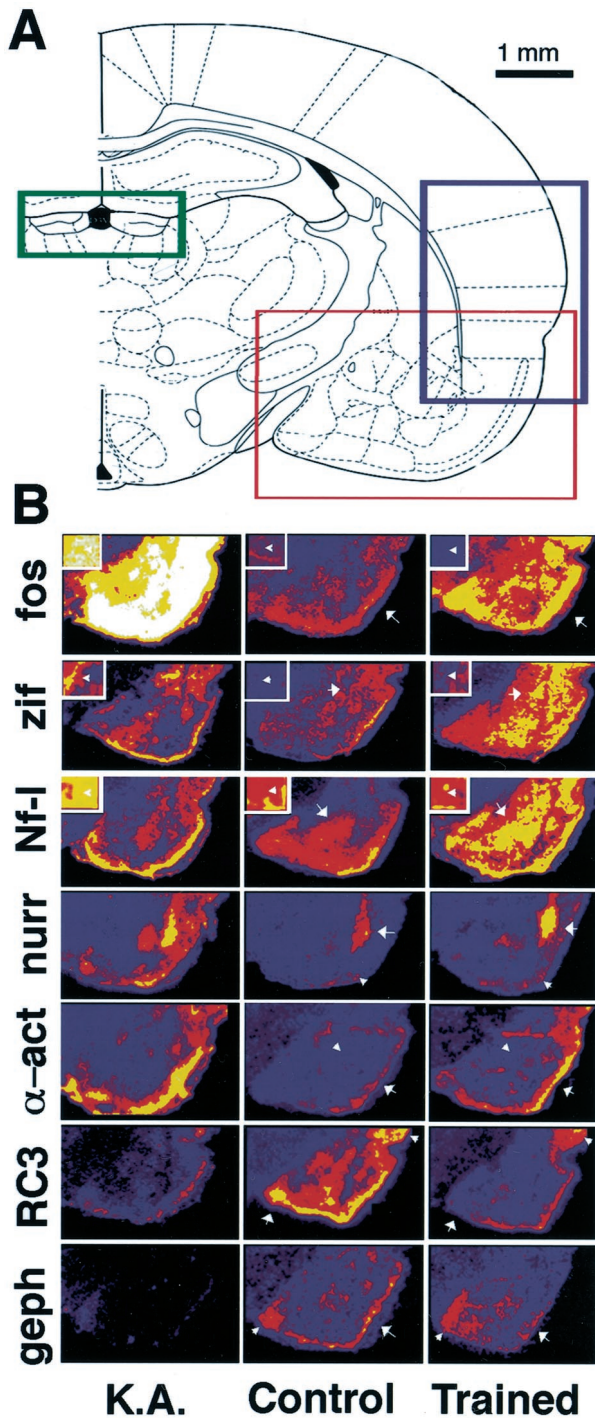 A
1 mm
B
fos
zif
Nf-l
nurr
α-act
RC3
geph
K.A. Control Trained